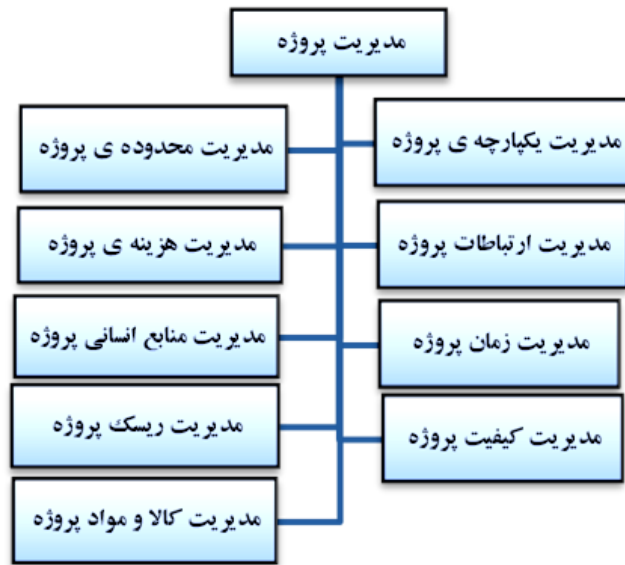 مدیریت پروژه
مدیریت یکپارچه ی پروژه
مدیریت محدوده ی پروژه
مدیریت ارتباطات پروژه
مدیریت هزینه ی پروژه
مدیریت زمان پروژه
مدیریت منابع انسانی پروژه
مدیریت کیفیت پروژه
مدیریت ریسک پروژه
مدیریت کالا و مواد پروژه